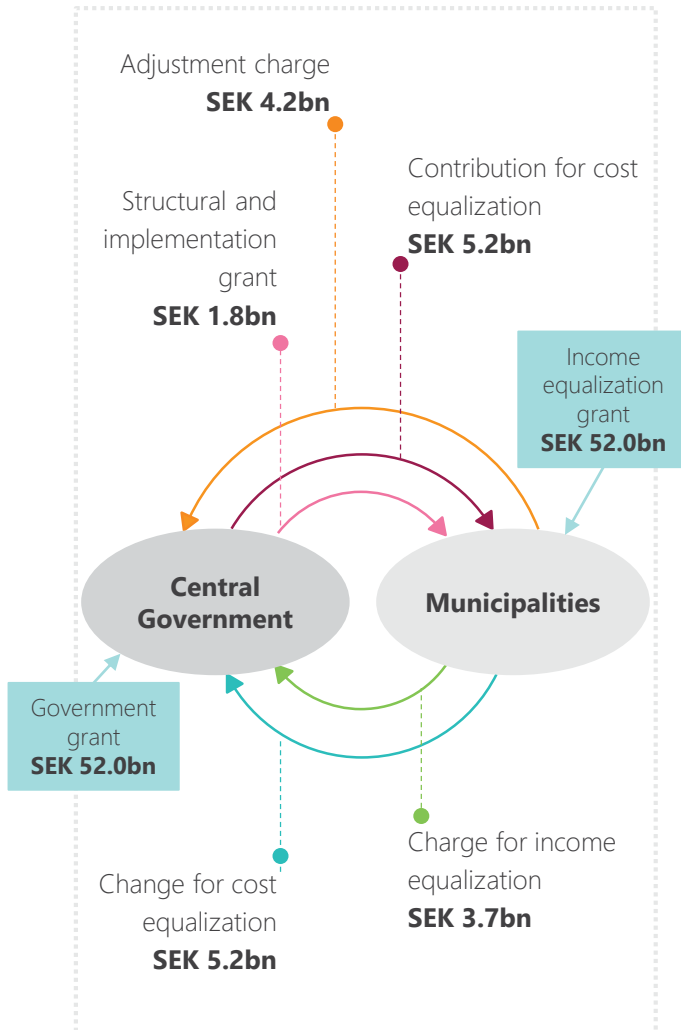 Adjustment charge
SEK 4.2bn
Contribution for cost
equalization
SEK 5.2bn
Structural and
implementation
grant
SEK 1.8bn
Income
equalization
grant
SEK 52.0bn
Central
Government
Municipalities
Government
grant
SEK 52.0bn
Charge for income
equalization
SEK 3.7bn
Change for cost
equalization
SEK 5.2bn